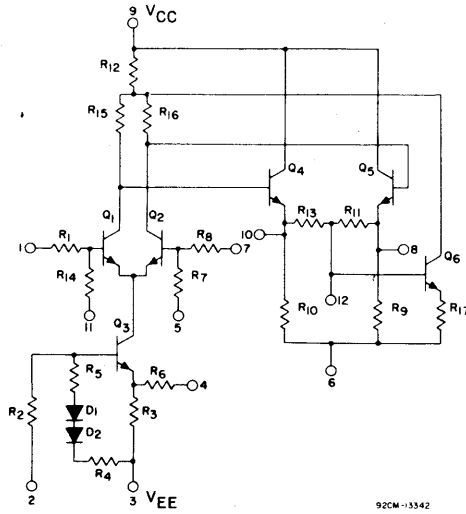 9 VCC
R12
R15 R16
Q4 Q5
Q1 Q2
R13 R11
1 R1 R8 7
10 8 Q6
R14 R7
12 R17
11 5
R10 R9
Q3
6
R5 R6 4
R2 D1 R3
D2
R4
2 3 VEE
92CM-13342